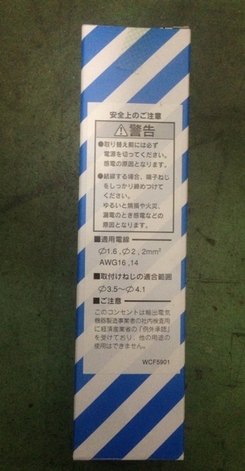 安全上のご注意
⚠警告
●取り替え前には必ず
電源を切ってください。
感電の原因となります。
●結線する場合、端子ねじ
をしっかり締めつけて
ください。
ゆるいと発熱や火災、
漏電のとき感電などの
原因となります。
■適用電線
∅1.6 ,∅2 , 2mm²
AWG16 ,14
■取付けねじの適合範囲
∅3.5～∅4.1
■ご注意
このコンセントは輸出電気
機器製造事業者の社内検査用
に経済産業省の「例外承認」
を受けており、他の用途の
使用はできません。
WCF5901